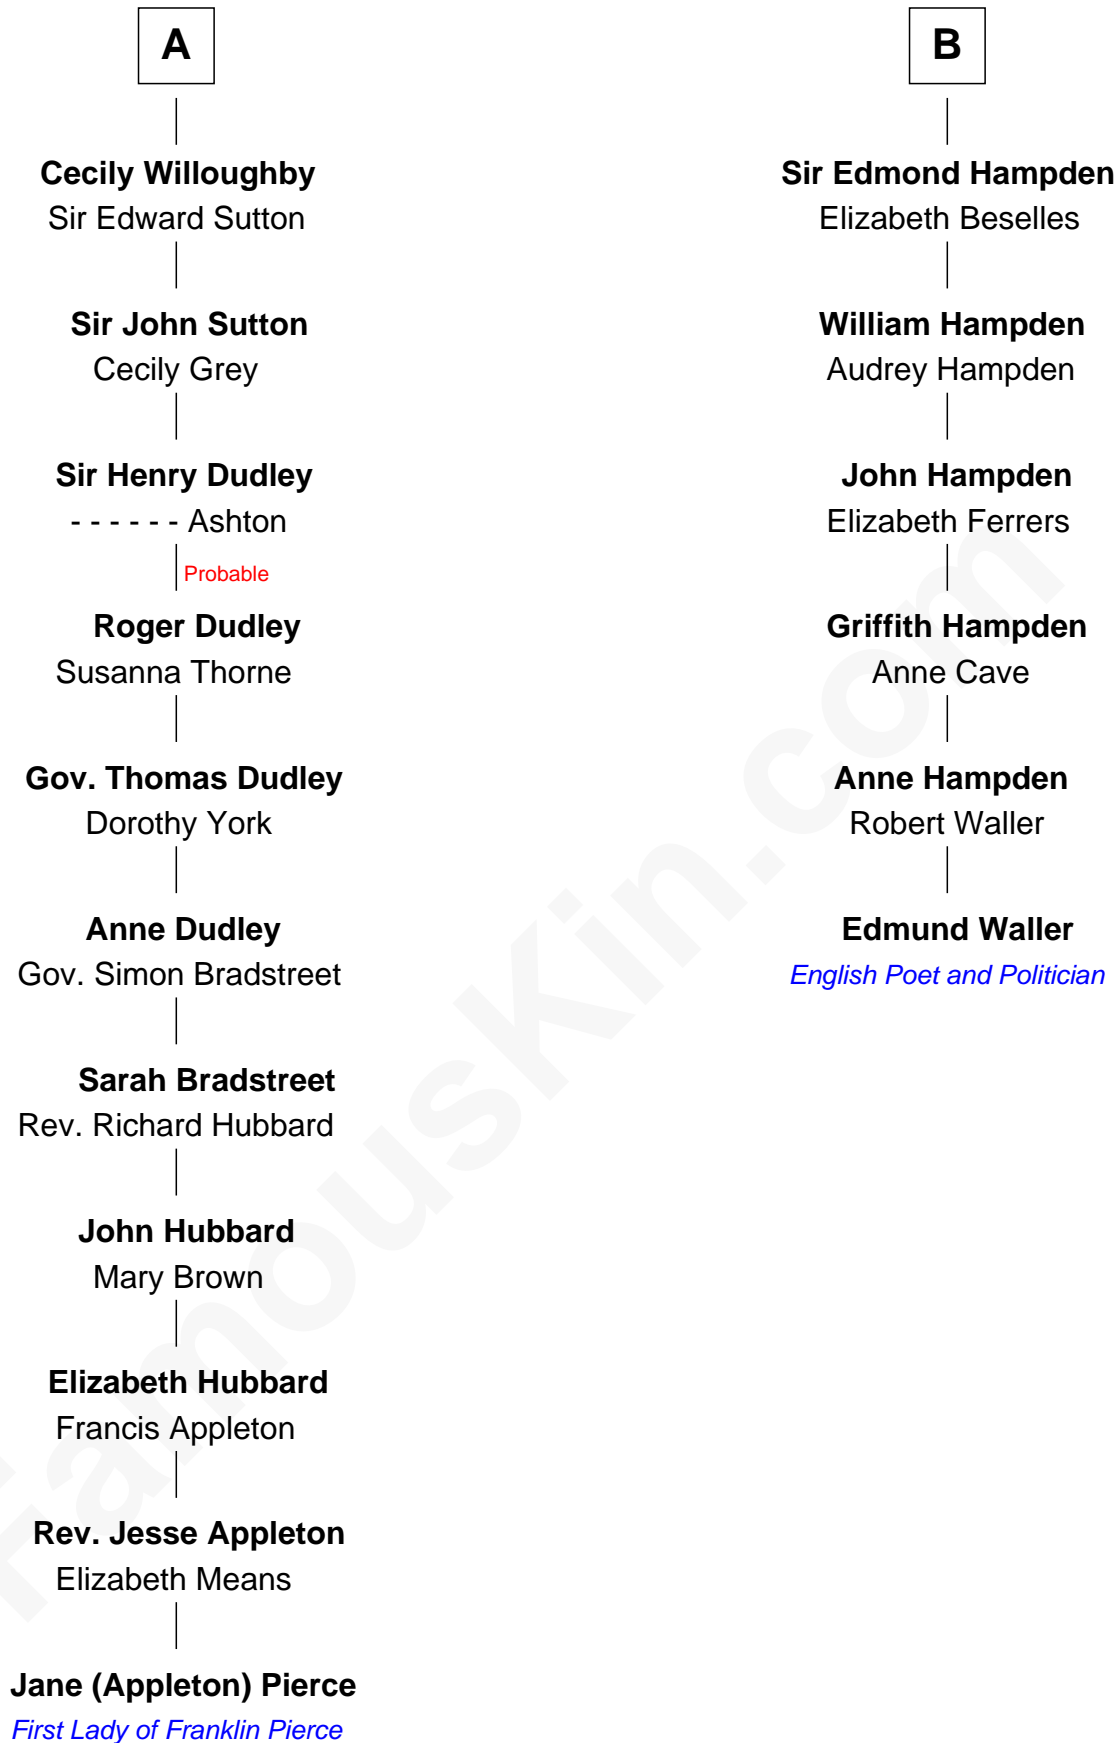 A
Cecily Willoughby
Sir Edward Sutton
Sir John Sutton
Cecily Grey
Sir Henry Dudley
- - - - - - Ashton
Probable
Roger Dudley
Susanna Thorne
Gov. Thomas Dudley
Dorothy York
Anne Dudley
Gov. Simon Bradstreet
Sarah Bradstreet
Rev. Richard Hubbard
John Hubbard
Mary Brown
Elizabeth Hubbard
Francis Appleton
Rev. Jesse Appleton
Elizabeth Means
Jane (Appleton) Pierce
First Lady of Franklin Pierce
B
Sir Edmond Hampden
Elizabeth Beselles
William Hampden
Audrey Hampden
John Hampden
Elizabeth Ferrers
Griffith Hampden
Anne Cave
Anne Hampden
Robert Waller
Edmund Waller
English Poet and Politician
FamousKin.com